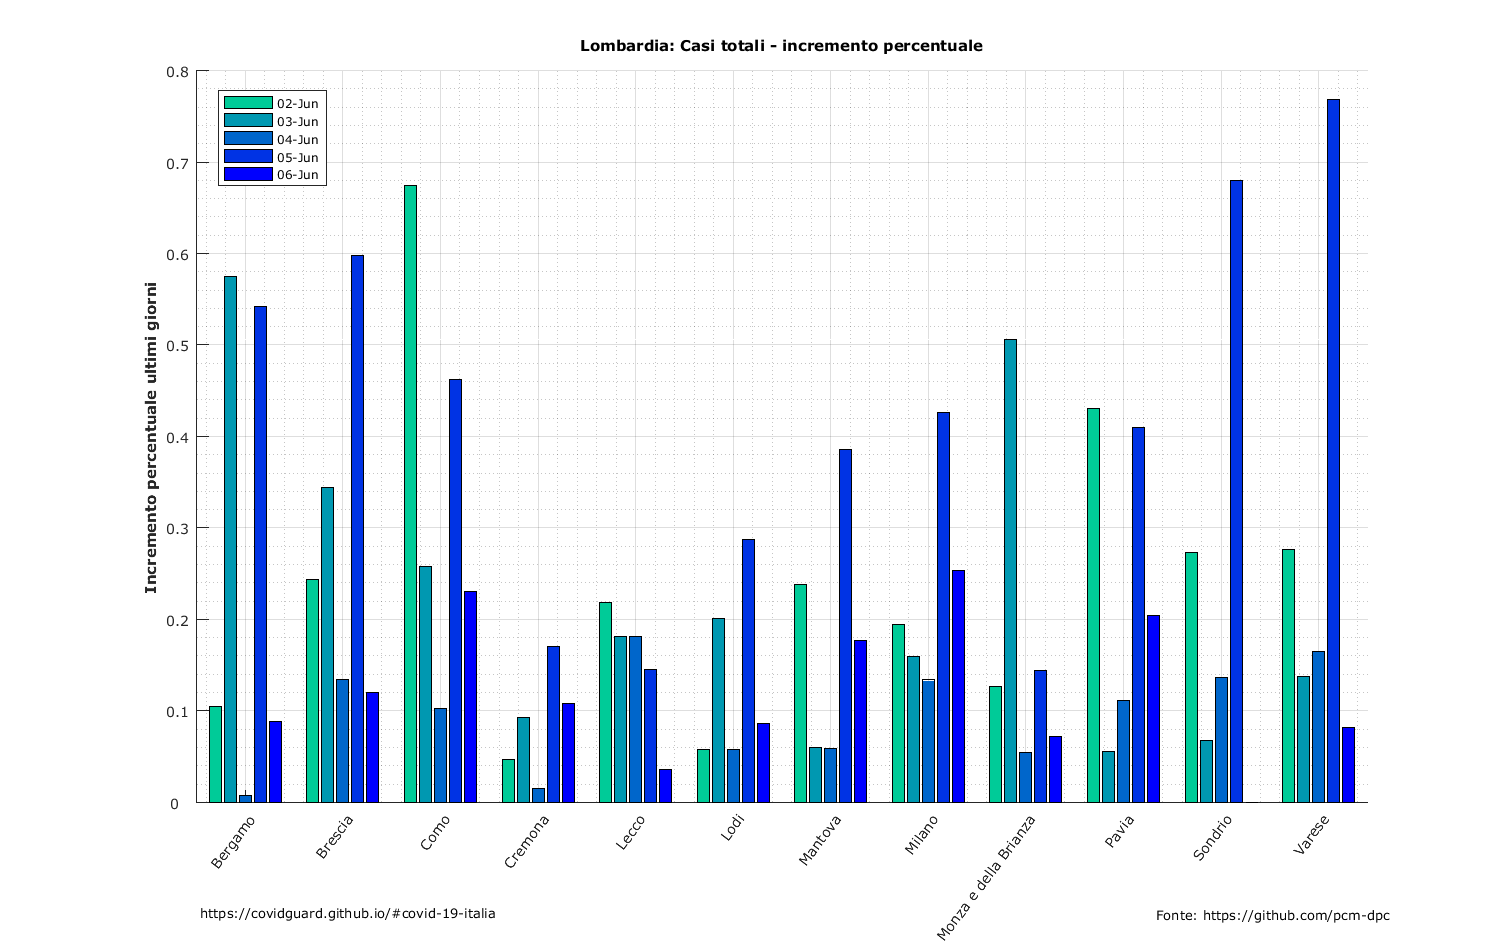 Lombardia: Casi totali - incremento percentuale
0.8
0.7
0.6
0.5
0.4
0.3
0.2
0.1
0
Incremento percentuale ultimi giorni
02-Jun
03-Jun
04-Jun
05-Jun
06-Jun
Bergamo
Brescia
Como
Cremona
Lecco
Lodi
Mantova
Milano
Monza e della Brianza
Pavia
Sondrio
Varese
https://covidguard.github.io/#covid-19-italia
Fonte: https://github.com/pcm-dpc